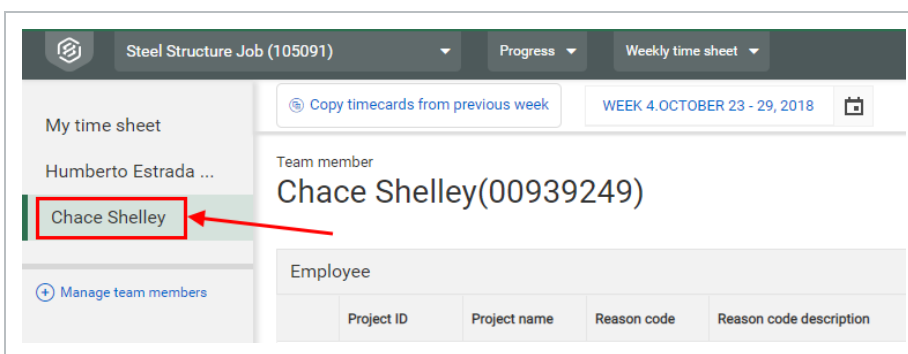 Steel Structure Job (105091) Progress Weekly time sheet
Copy timecards from previous week WEEK 4.OCTOBER 23 - 29, 2018
My time sheet
Humberto Estrada ...
Chace Shelley
Manage team members
Team member
Chace Shelley(00939249)
Employee
Project ID Project name Reason code Reason code description